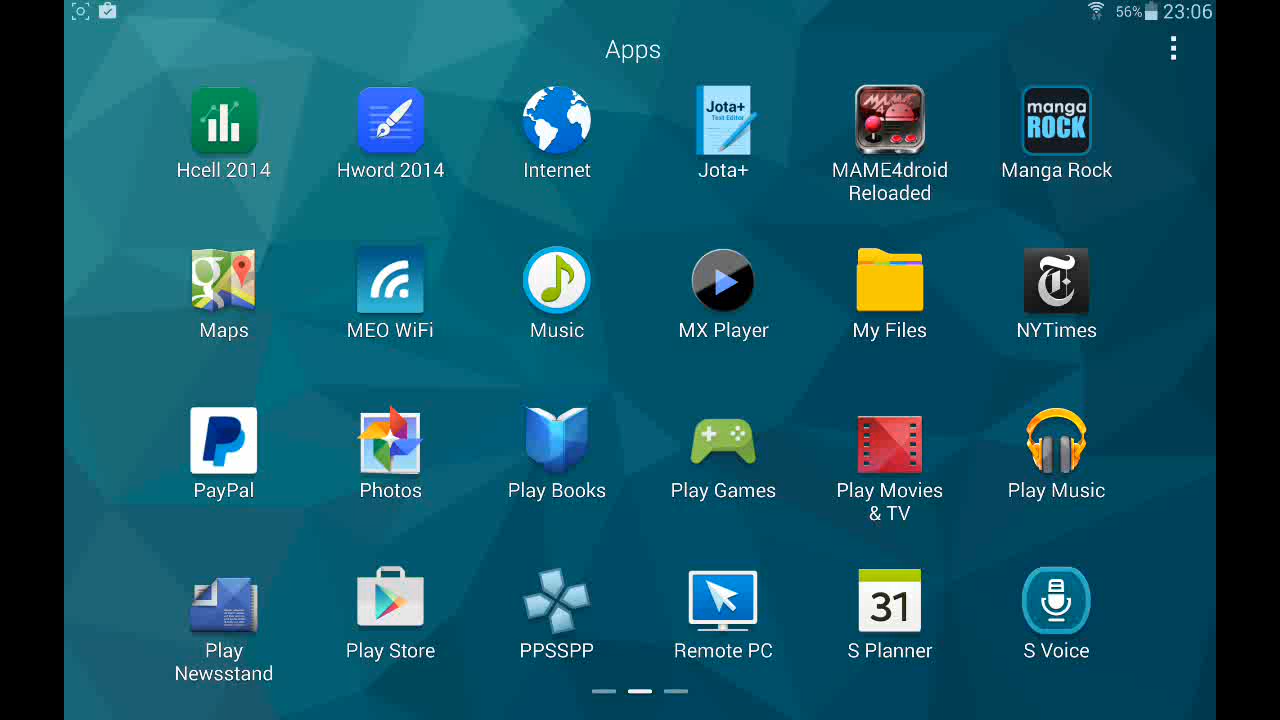 56% 23:06
Apps
Jota+
Text Editor
manga
ROCK
Hcell 2014
Hword 2014
Internet
Jota+
MAME4droid
Reloaded
Manga Rock
g
T
Maps
MEO WiFi
Music
MX Player
My Files
NYTimes
PayPal
Photos
Play Books
Play Games
Play Movies
& TV
Play Music
31
Play
Newsstand
Play Store
PPSSPP
Remote PC
S Planner
S Voice